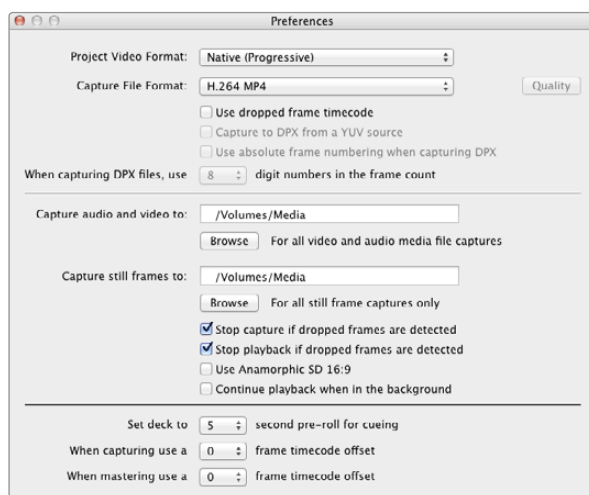 Preferences
Project Video Format: Native (Progressive)
Capture File Format: H.264 MP4 Quality
Use dropped frame timecode
Capture to DPX from a YUV source
Use absolute frame numbering when capturing DPX
When capturing DPX files, use 8 digit numbers in the frame count
Capture audio and video to: /Volumes/Media
Browse For all video and audio media file captures
Capture still frames to: /Volumes/Media
Browse For all still frame captures only
Stop capture if dropped frames are detected
Stop playback if dropped frames are detected
Use Anamorphic SD 16:9
Continue playback when in the background
Set deck to 5 second pre-roll for cueing
When capturing use a 0 frame timecode offset
When mastering use a 0 frame timecode offset